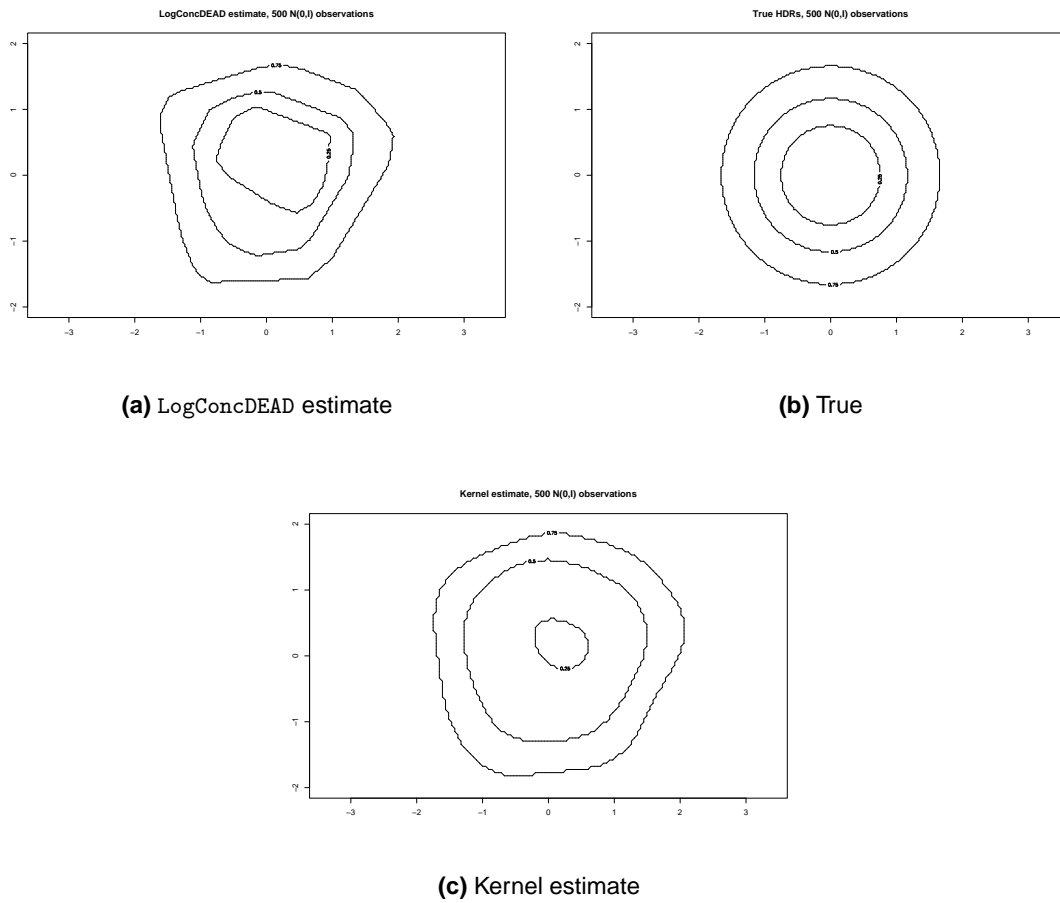 LogConcDEAD estimate, 500 N(0,I) observations
2
1
0
−1
−2
0.75
0.5
0.25
−3 −2 −1 0 1 2 3
(a) LogConcDEAD estimate
True HDRs, 500 N(0,I) observations
2
1
0
−1
−2
0.25
0.5
0.75
−3 −2 −1 0 1 2 3
(b) True
Kernel estimate, 500 N(0,I) observations
2
1
0
−1
−2
0.75
0.5
0.25
−3 −2 −1 0 1 2 3
(c) Kernel estimate